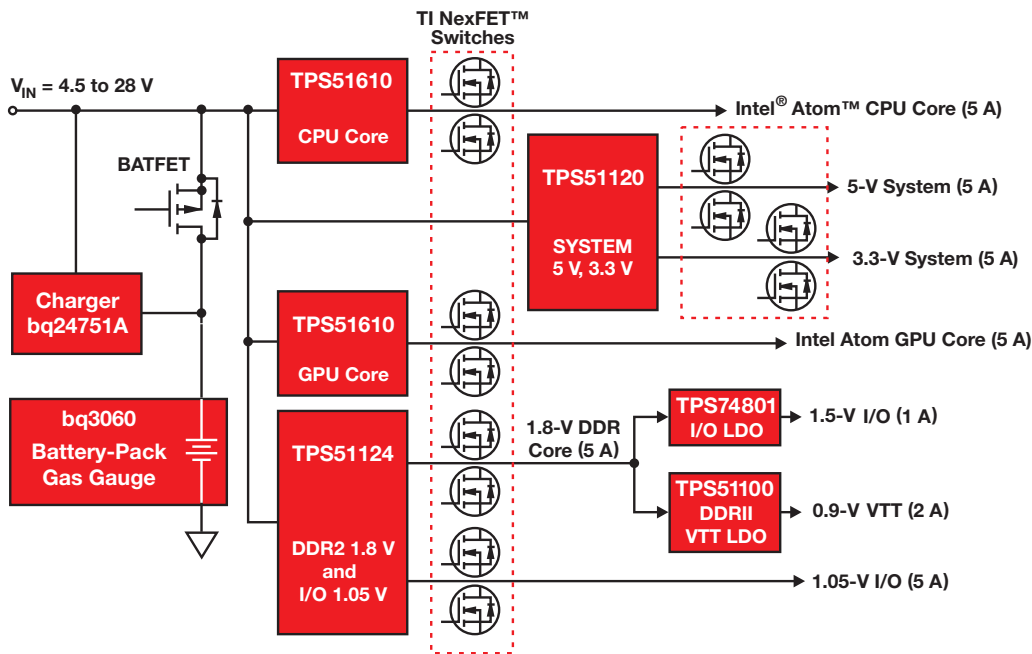 TI NexFET™
Switches
V_IN = 4.5 to 28 V
TPS51610
CPU Core
Intel® Atom™ CPU Core (5 A)
BATFET
TPS51120
SYSTEM
5 V, 3.3 V
5-V System (5 A)
3.3-V System (5 A)
Charger
bq24751A
TPS51610
GPU Core
Intel Atom GPU Core (5 A)
bq3060
Battery-Pack
Gas Gauge
TPS51124
DDR2 1.8 V
and
I/O 1.05 V
1.8-V DDR
Core (5 A)
TPS74801
I/O LDO
1.5-V I/O (1 A)
TPS51100
DDRII
VTT LDO
0.9-V VTT (2 A)
1.05-V I/O (5 A)